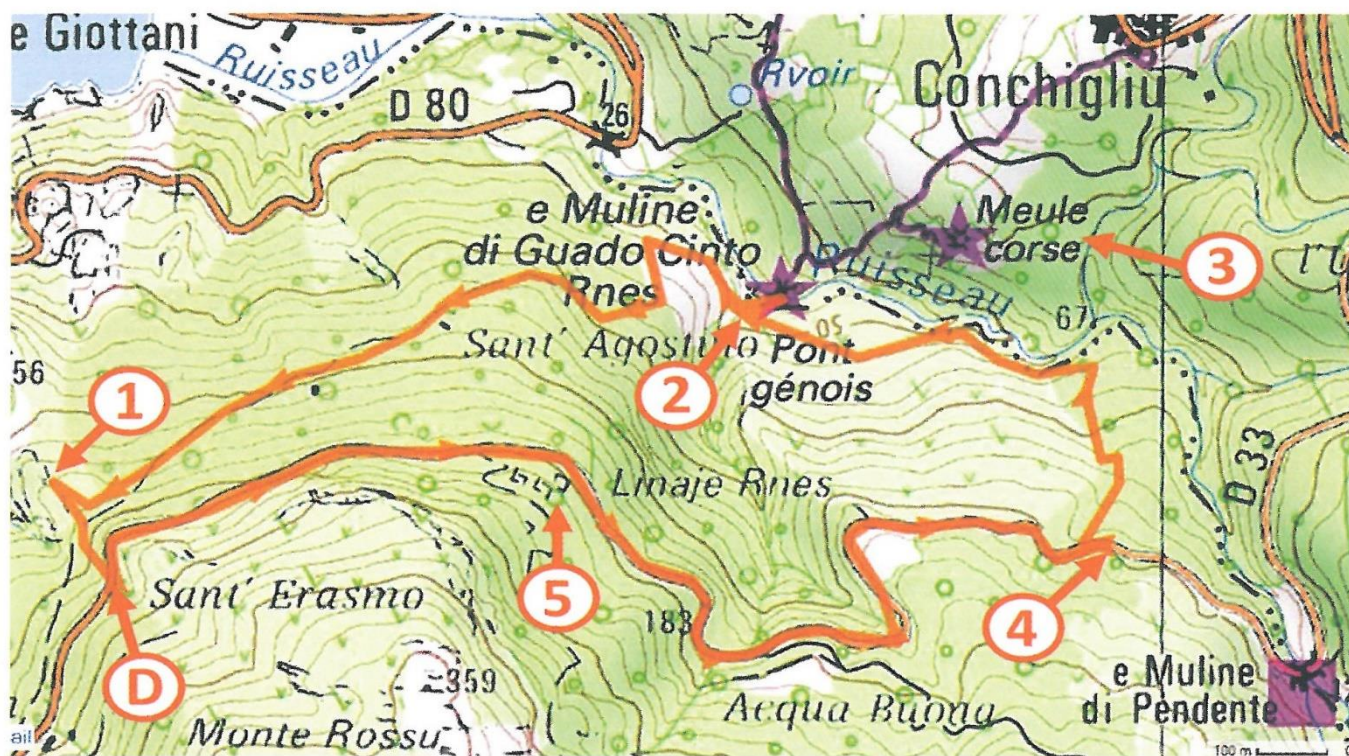 e Giottani
Ruisseau
D 80
26
Rvoir
Conchigliu
e Muline
di Guado Cinto
Rnes
Meule
corse
3
Ruisseau
67
50
56
1
Sant' Agostino
2
Pont
génois
D 33
Linaje Rnes
Sant' Erasmo
5
183
4
D
359
Monte Rossu
Acqua Buona
e Muline
di Pendente
ail
100 m